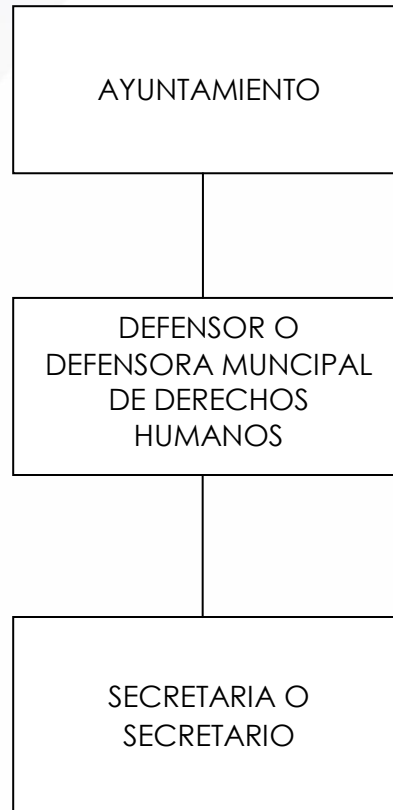 AYUNTAMIENTO
DEFENSOR O
DEFENSORA MUNCIPAL
DE DERECHOS
HUMANOS
SECRETARIA O
SECRETARIO